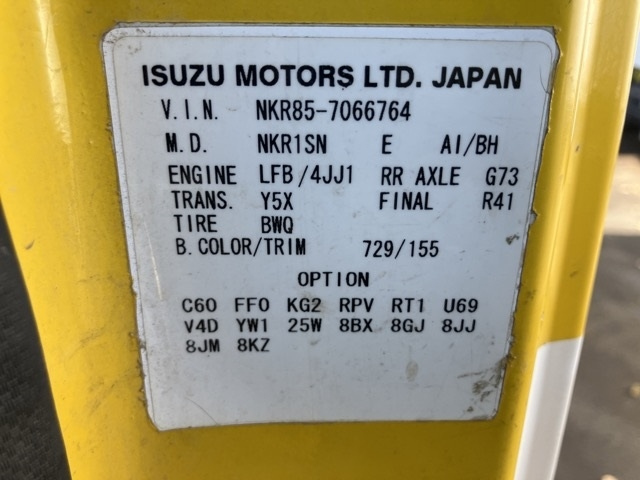 ISUZU MOTORS LTD. JAPAN
V.I.N. NKR85-7066764
M.D. NKR1SN E AI/BH
ENGINE LFB/4JJ1 RR AXLE G73
TRANS. Y5X FINAL R41
TIRE BWQ
B.COLOR/TRIM 729/155
OPTION
C60 FF0 KG2 RPV RT1 U69
V4D YW1 25W 8BX 8GJ 8JJ
8JM 8KZ